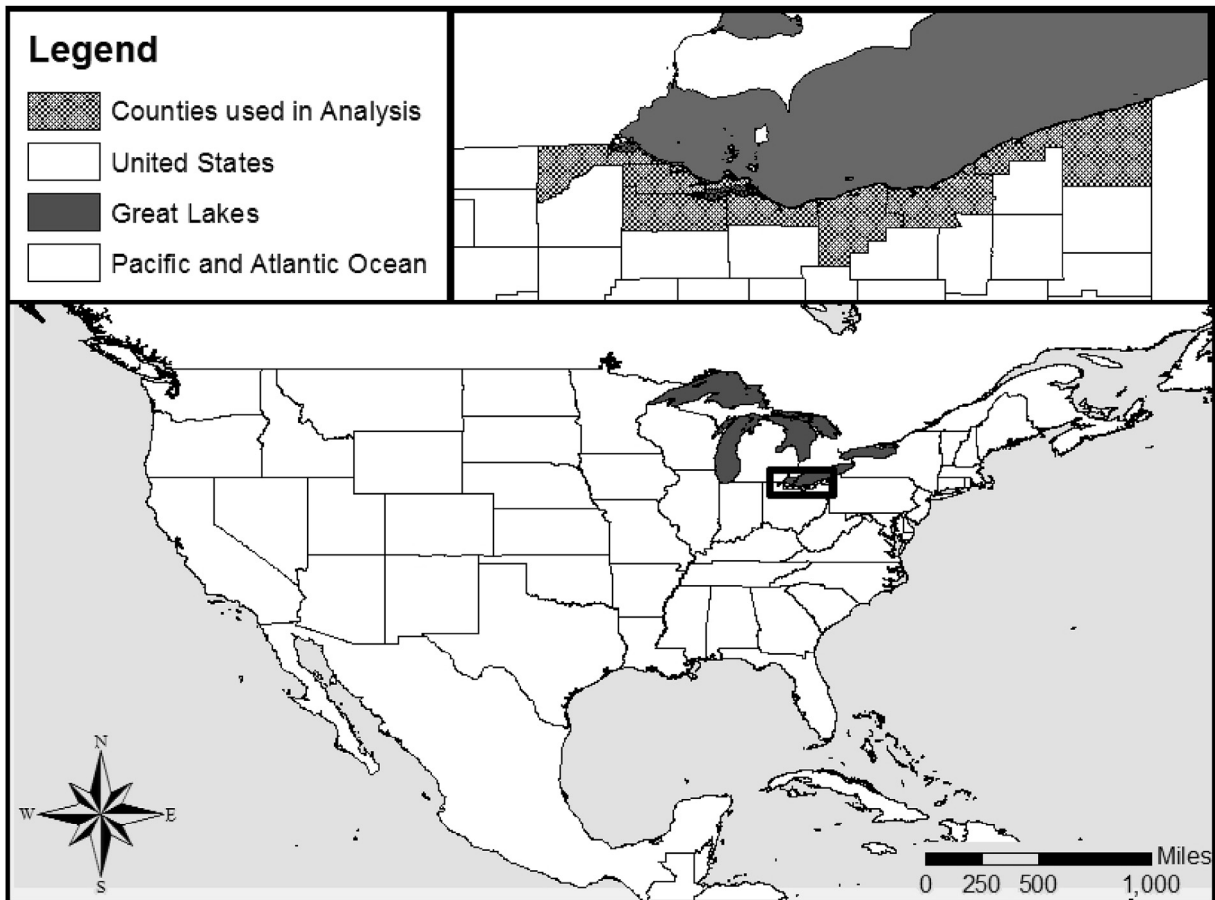 Legend
Counties used in Analysis
United States
Great Lakes
Pacific and Atlantic Ocean
N
W
E
S
Miles
0 250 500 1,000